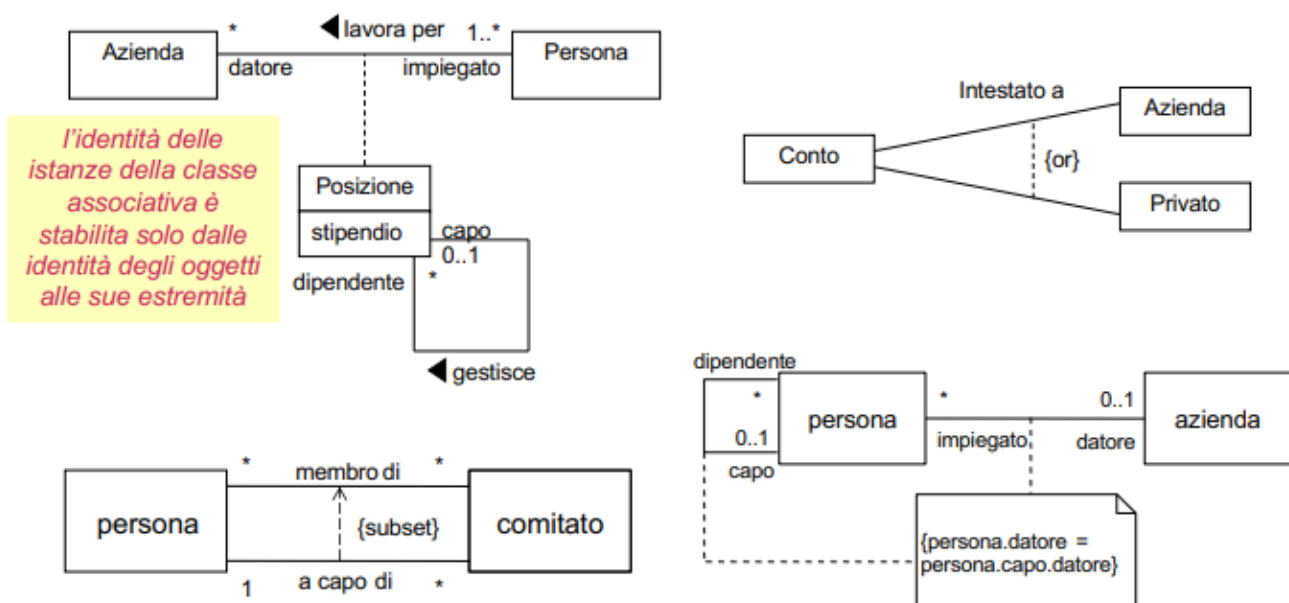 lavora per
*
1..*
Azienda
Persona
datore
impiegato
l'identità delle
istanze della classe
associativa è
stabilita solo dalle
identità degli oggetti
alle sue estremità
Posizione
stipendio
capo
0..1
dipendente
*
gestisce
Intestato a
Azienda
Conto
{or}
Privato
*
membro di
*
persona
{subset}
comitato
1
a capo di
*
dipendente
*
persona
*
0..1
azienda
0..1
impiegato
datore
capo
{persona.datore =
persona.capo.datore}